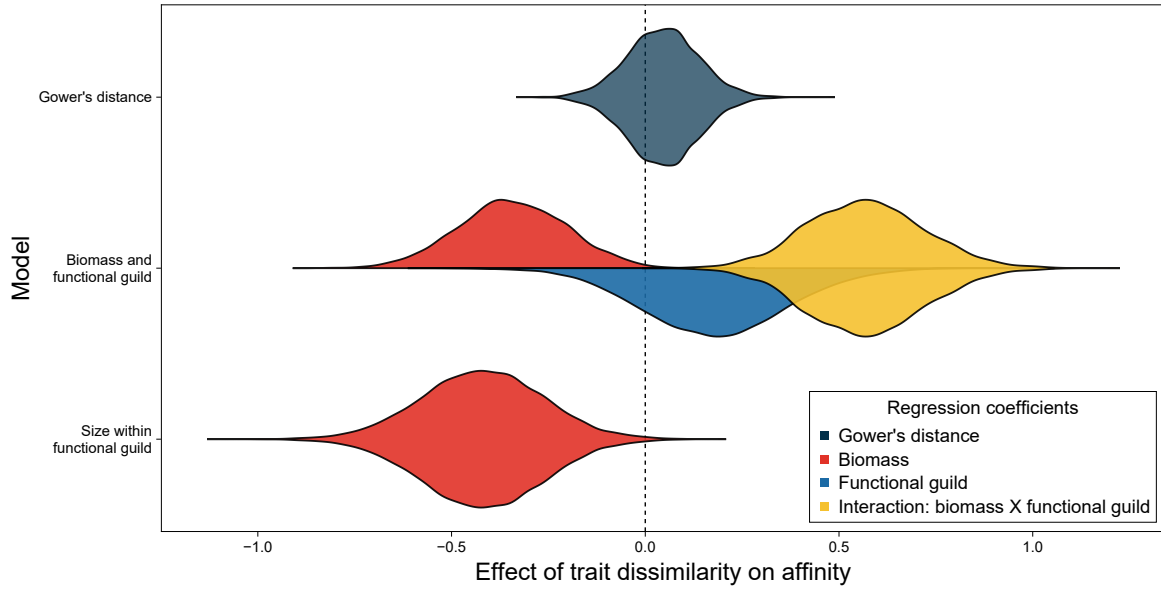 Gower's distance
Biomass and
functional guild
Size within
functional guild
Model
Regression coefficients
Gower's distance
Biomass
Functional guild
Interaction: biomass X functional guild
−1.0
−0.5
0.0
0.5
1.0
Effect of trait dissimilarity on affinity